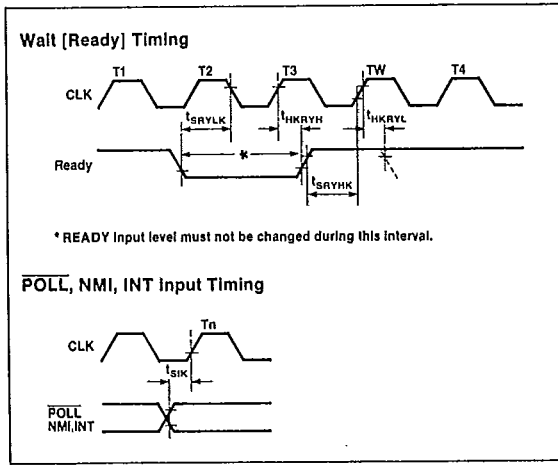 Wait [Ready] Timing
T1 T2 T3 TW T4
CLK
tSRYLK tHKRYH tHKRYL
*
Ready
tSRYHK
* READY input level must not be changed during this interval.
POLL, NMI, INT Input Timing
Tn
CLK
tSIK
POLL
NMI,INT